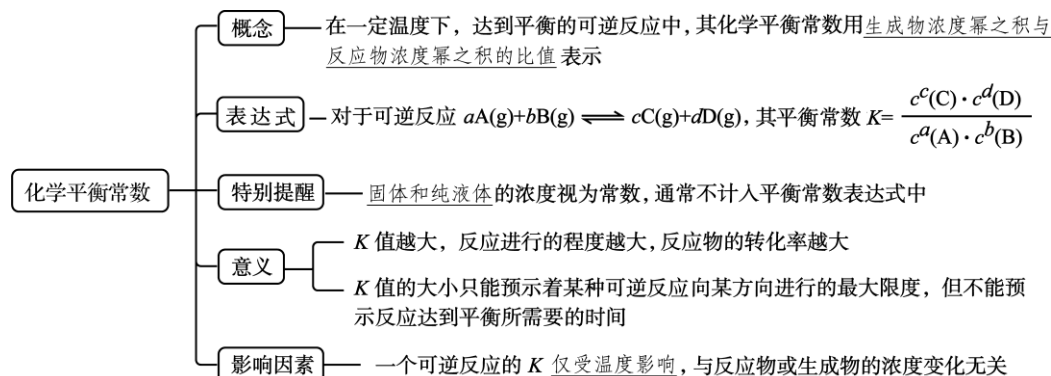 概念
在一定温度下，达到平衡的可逆反应中，其化学平衡常数用生成物浓度幂之积与
反应物浓度幂之积的比值 表示
表达式
对于可逆反应 aA(g)+bB(g) ⇌ cC(g)+dD(g)，其平衡常数 K= c^c(C)·c^d(D) / c^a(A)·c^b(B)
化学平衡常数
特别提醒
固体和纯液体的浓度视为常数，通常不计入平衡常数表达式中
意义
K 值越大，反应进行的程度越大，反应物的转化率越大
K 值的大小只能预示着某种可逆反应向某方向进行的最大限度，但不能预
示反应达到平衡所需要的时间
影响因素
一个可逆反应的 K 仅受温度影响，与反应物或生成物的浓度变化无关